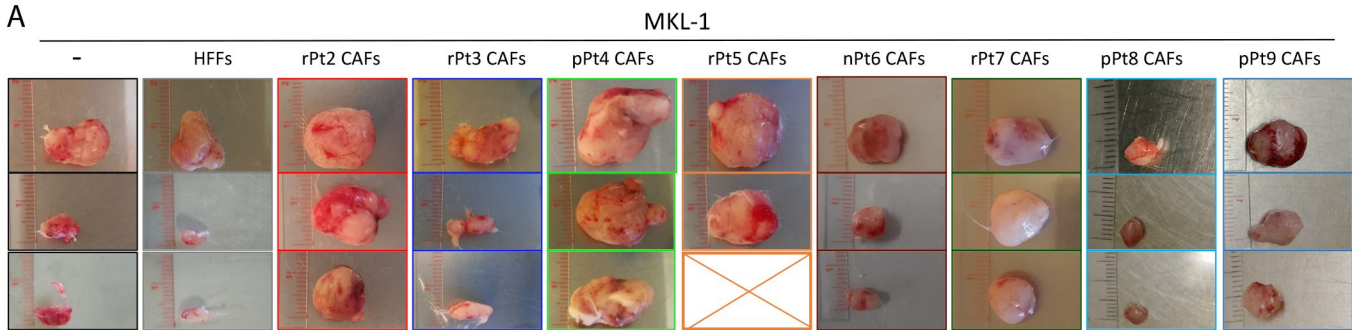 A
MKL-1
– HFFs rPt2 CAFs rPt3 CAFs pPt4 CAFs rPt5 CAFs nPt6 CAFs rPt7 CAFs pPt8 CAFs pPt9 CAFs